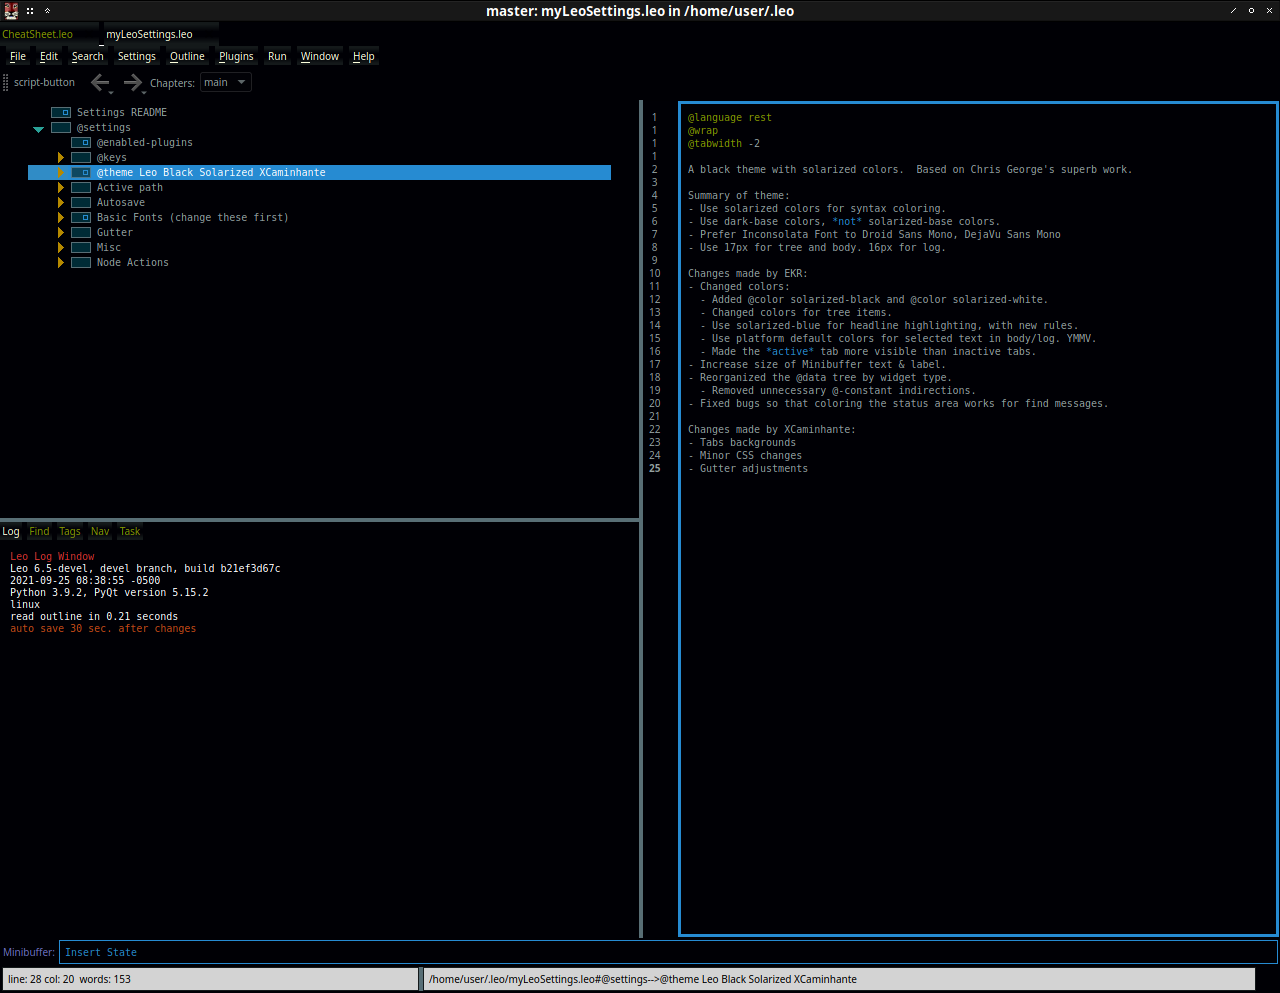 master: myLeoSettings.leo in /home/user/.leo
CheatSheet.leo myLeoSettings.leo
File Edit Search Settings Outline Plugins Run Window Help
script-button Chapters: main
Settings README
@settings
@enabled-plugins
@keys
@theme Leo Black Solarized XCaminhante
Active path
Autosave
Basic Fonts (change these first)
Gutter
Misc
Node Actions
1 @language rest
1 @wrap
1 @tabwidth -2
1
2 A black theme with solarized colors.  Based on Chris George's superb work.
3
4 Summary of theme:
5 - Use solarized colors for syntax coloring.
6 - Use dark-base colors, *not* solarized-base colors.
7 - Prefer Inconsolata Font to Droid Sans Mono, DejaVu Sans Mono
8 - Use 17px for tree and body. 16px for log.
9
10 Changes made by EKR:
11 - Changed colors:
12   - Added @color solarized-black and @color solarized-white.
13   - Changed colors for tree items.
14   - Use solarized-blue for headline highlighting, with new rules.
15   - Use platform default colors for selected text in body/log. YMMV.
16   - Made the *active* tab more visible than inactive tabs.
17 - Increase size of Minibuffer text & label.
18 - Reorganized the @data tree by widget type.
19   - Removed unnecessary @-constant indirections.
20 - Fixed bugs so that coloring the status area works for find messages.
21
22 Changes made by XCaminhante:
23 - Tabs backgrounds
24 - Minor CSS changes
25 - Gutter adjustments
Log Find Tags Nav Task
Leo Log Window
Leo 6.5-devel, devel branch, build b21ef3d67c
2021-09-25 08:38:55 -0500
Python 3.9.2, PyQt version 5.15.2
linux
read outline in 0.21 seconds
auto save 30 sec. after changes
Minibuffer: Insert State
line: 28 col: 20  words: 153 /home/user/.leo/myLeoSettings.leo#@settings-->@theme Leo Black Solarized XCaminhante